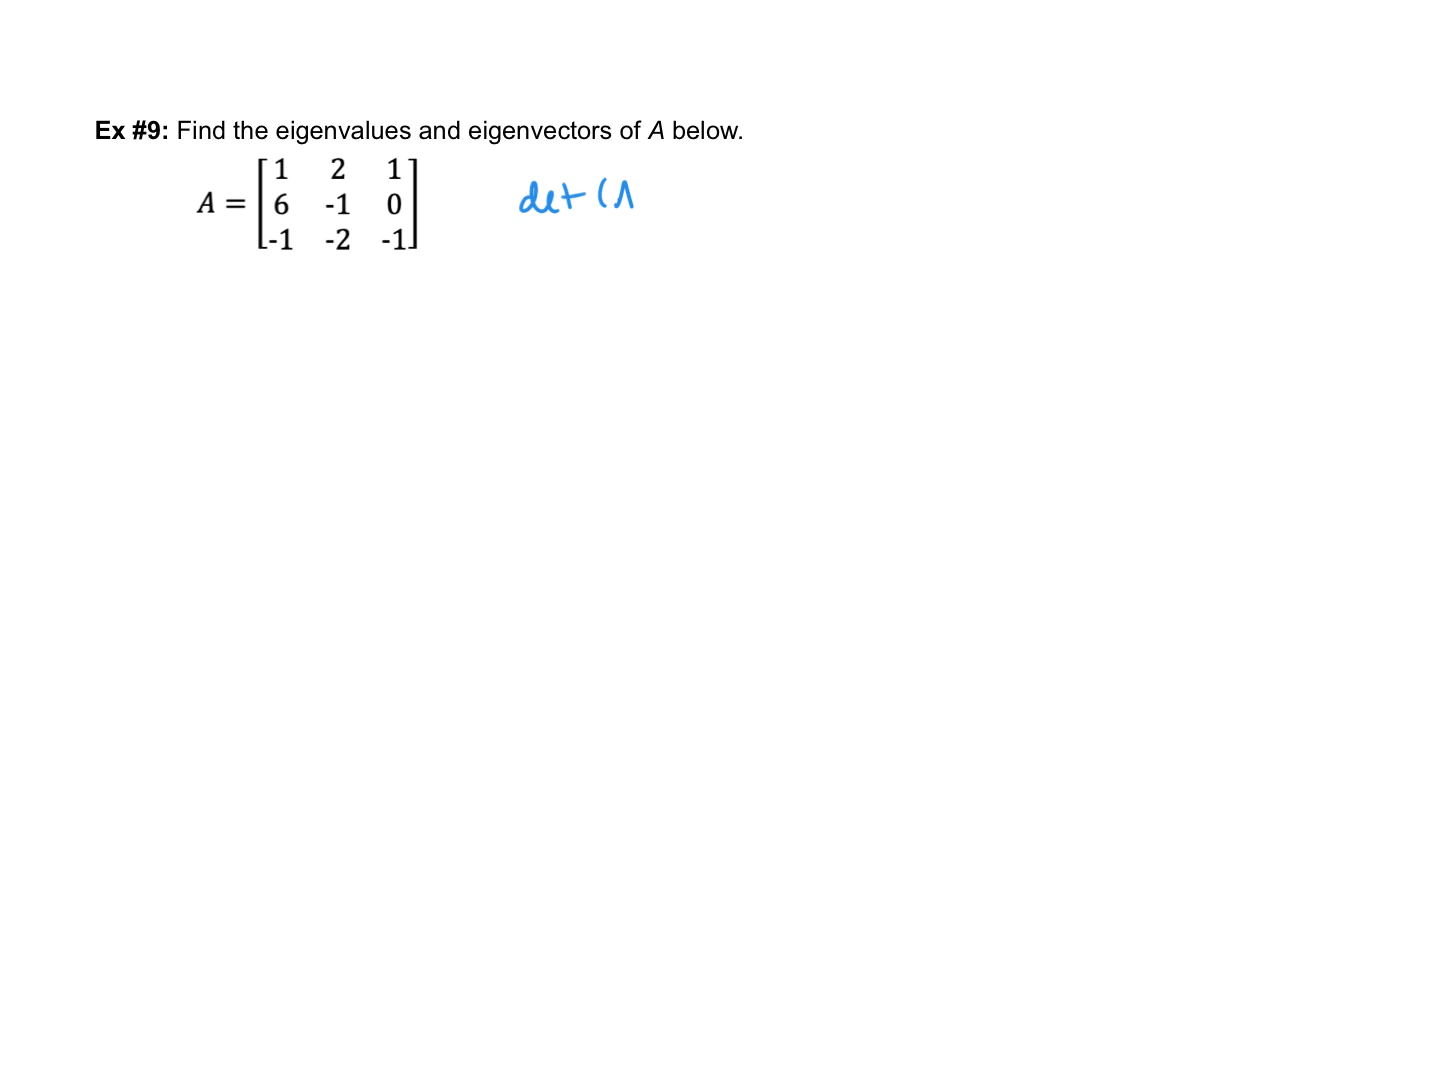 Ex #9: Find the eigenvalues and eigenvectors of A below.
A = [1 2 1
6 -1 0
-1 -2 -1]
det (Λ